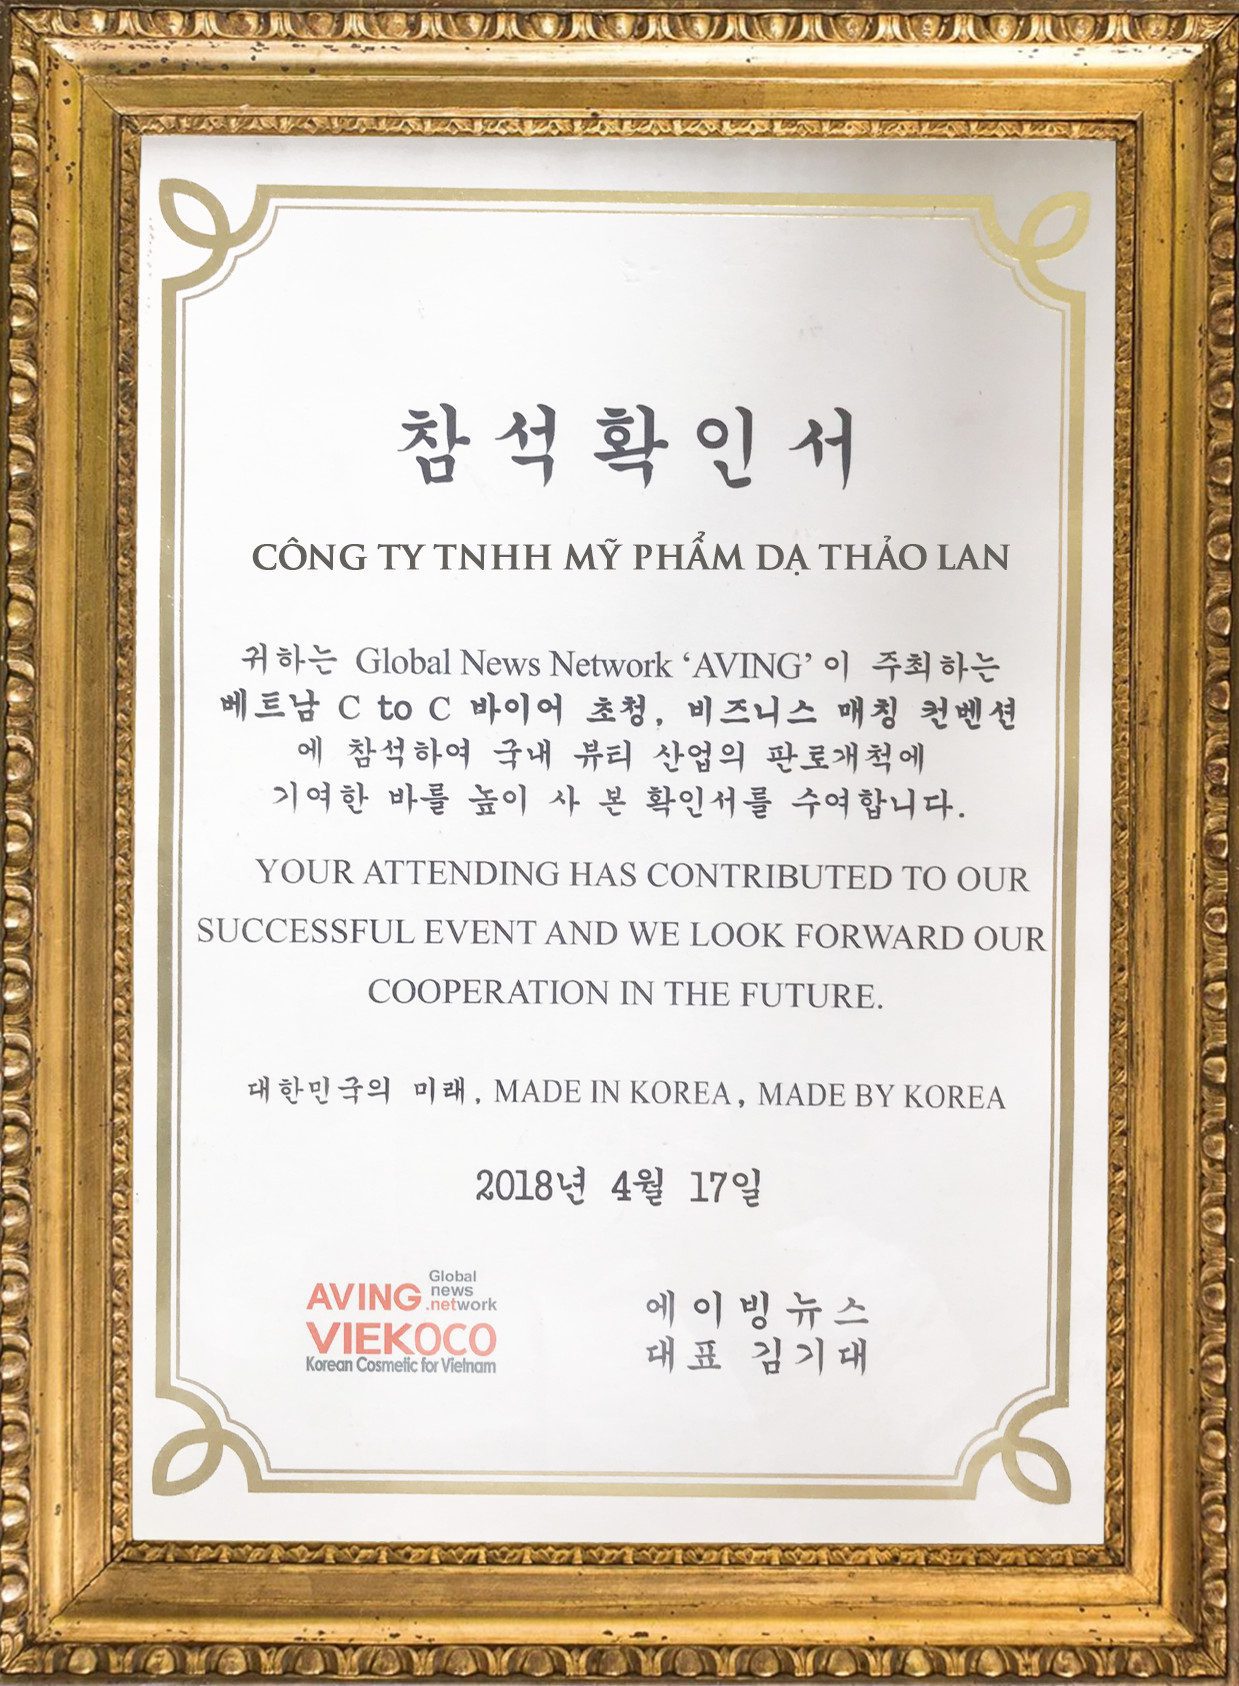 참석확인서
CÔNG TY TNHH MỸ PHẨM DẠ THẢO LAN
귀하는 Global News Network ‘AVING’ 이 주최하는
베트남 C to C 바이어 초청, 비즈니스 매칭 컨벤션
에 참석하여 국내 뷰티 산업의 판로개척에
기여한 바를 높이 사 본 확인서를 수여합니다.
YOUR ATTENDING HAS CONTRIBUTED TO OUR
SUCCESSFUL EVENT AND WE LOOK FORWARD OUR
COOPERATION IN THE FUTURE.
대한민국의 미래, MADE IN KOREA, MADE BY KOREA
2018년 4월 17일
AVING Global news .network
VIEKOCO
Korean Cosmetic for Vietnam
에이빙뉴스
대표 김기대